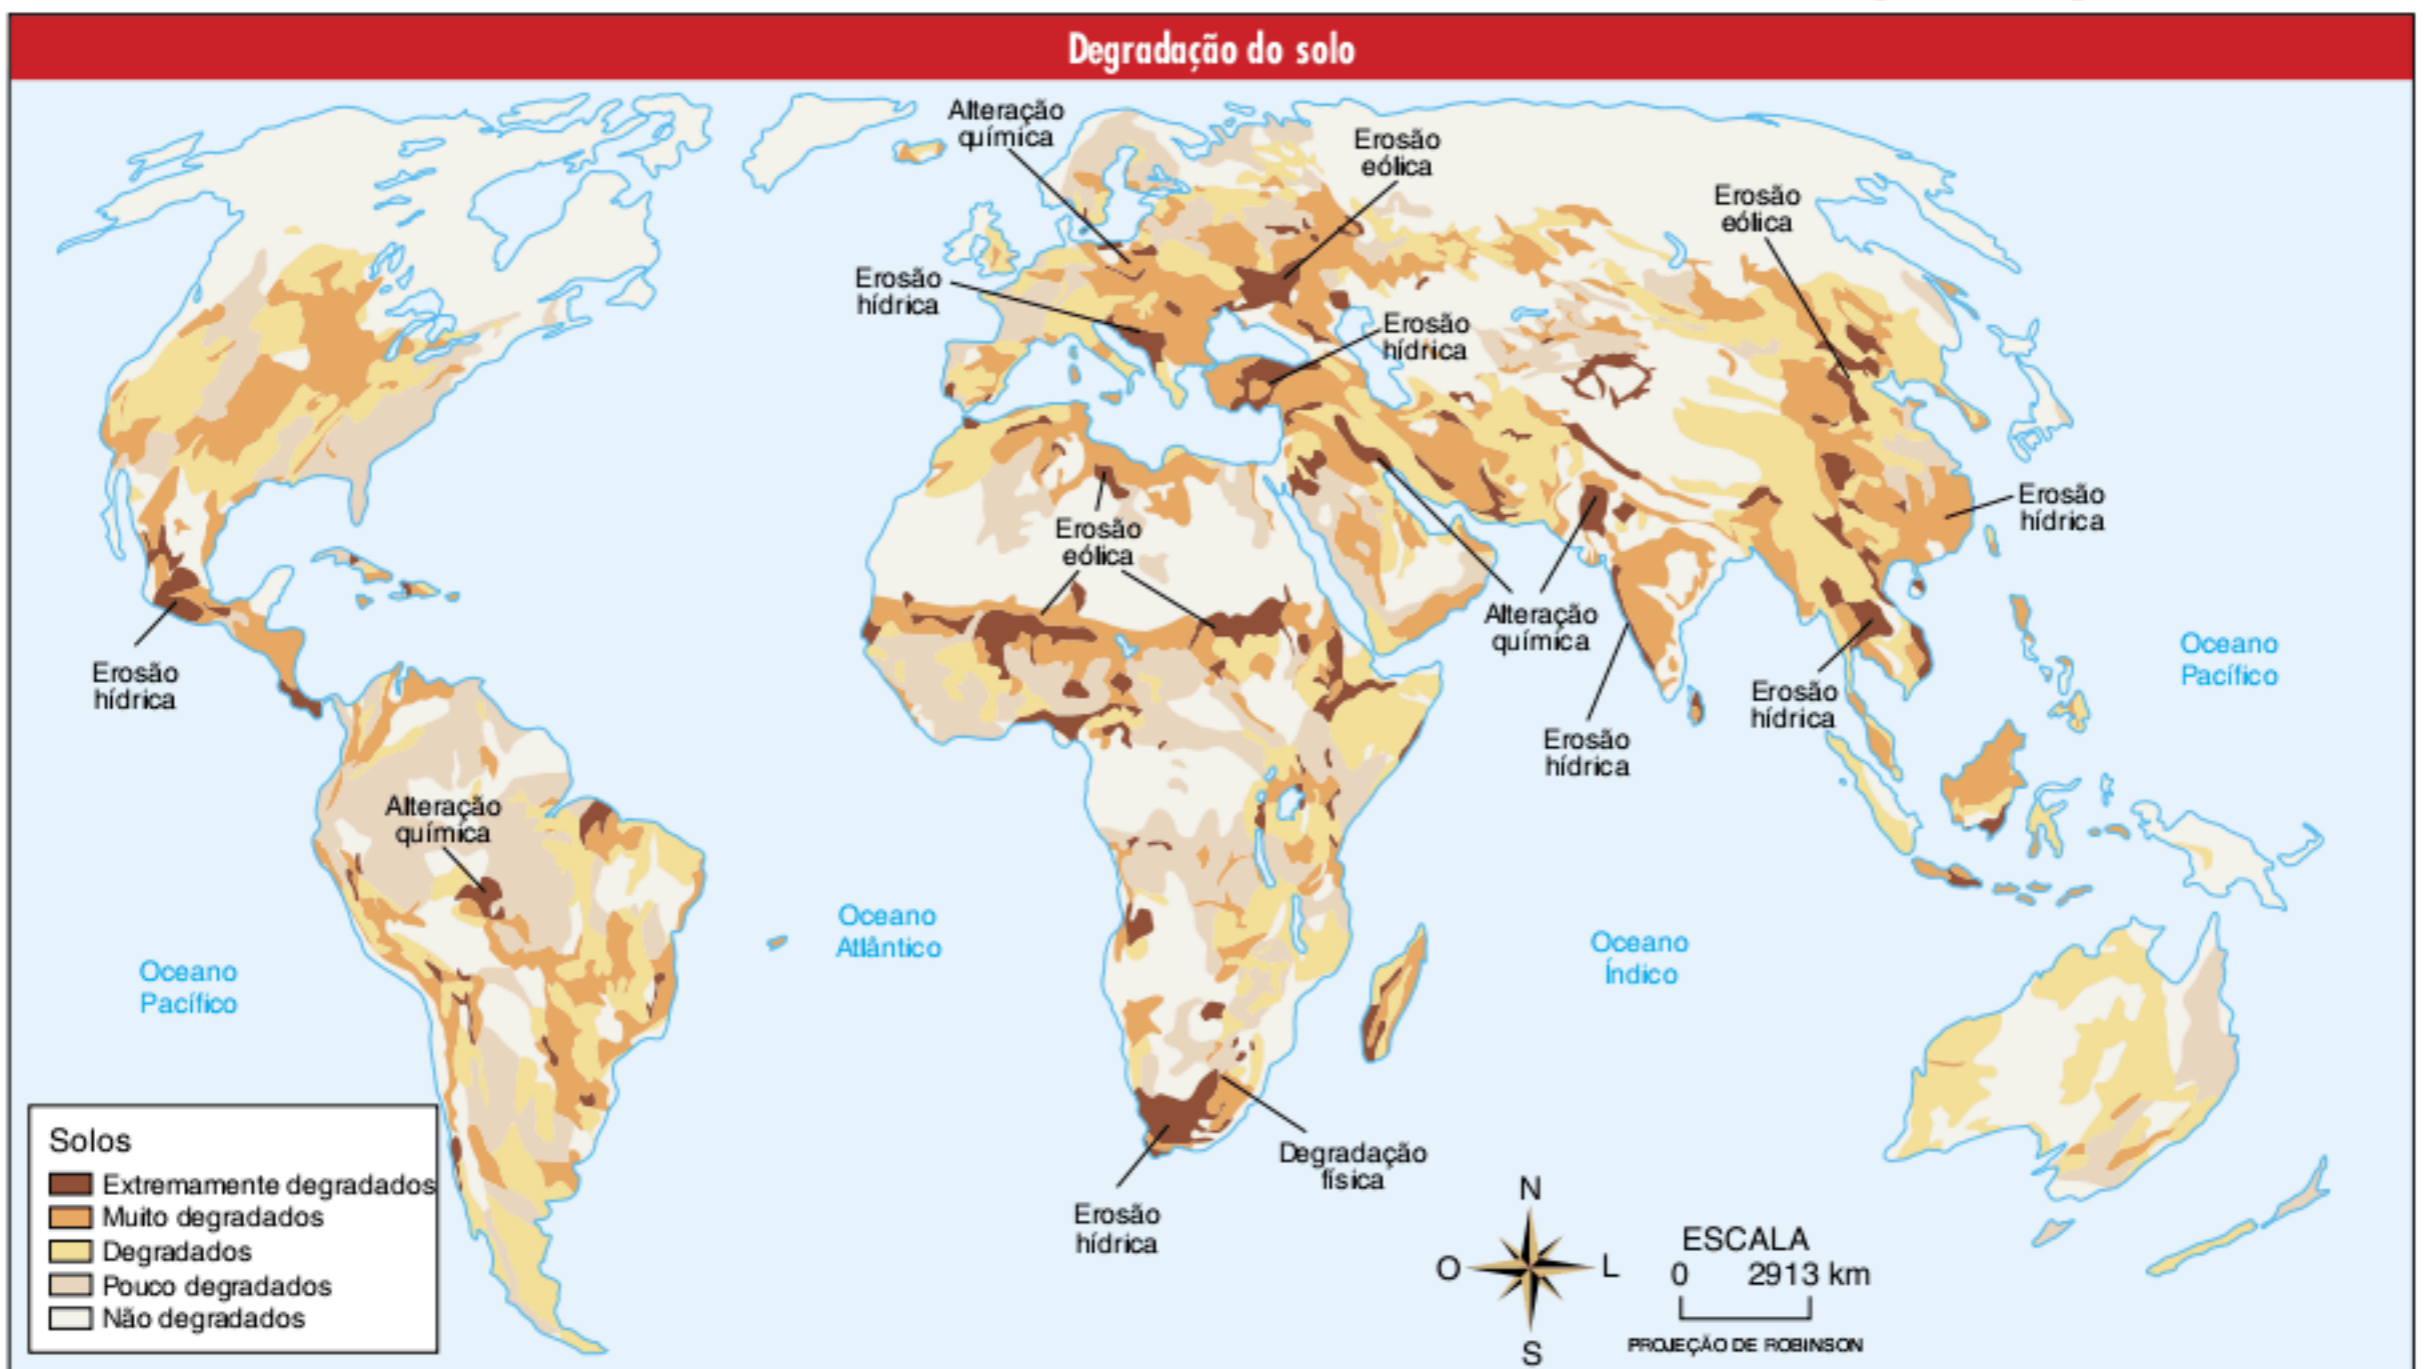 Degradação do solo
Alteração
química
Erosão
eólica
Erosão
eólica
Erosão
hídrica
Erosão
hídrica
Erosão
hídrica
Erosão
eólica
Alteração
química
Erosão
hídrica
Oceano
Pacífico
Erosão
hídrica
Erosão
hídrica
Alteração
química
Oceano
Atlântico
Oceano
Índico
Oceano
Pacífico
Degradação
física
Erosão
hídrica
Solos
Extremamente degradados
Muito degradados
Degradados
Pouco degradados
Não degradados
N
O
L
S
ESCALA
0 2913 km
PROJEÇÃO DE ROBINSON